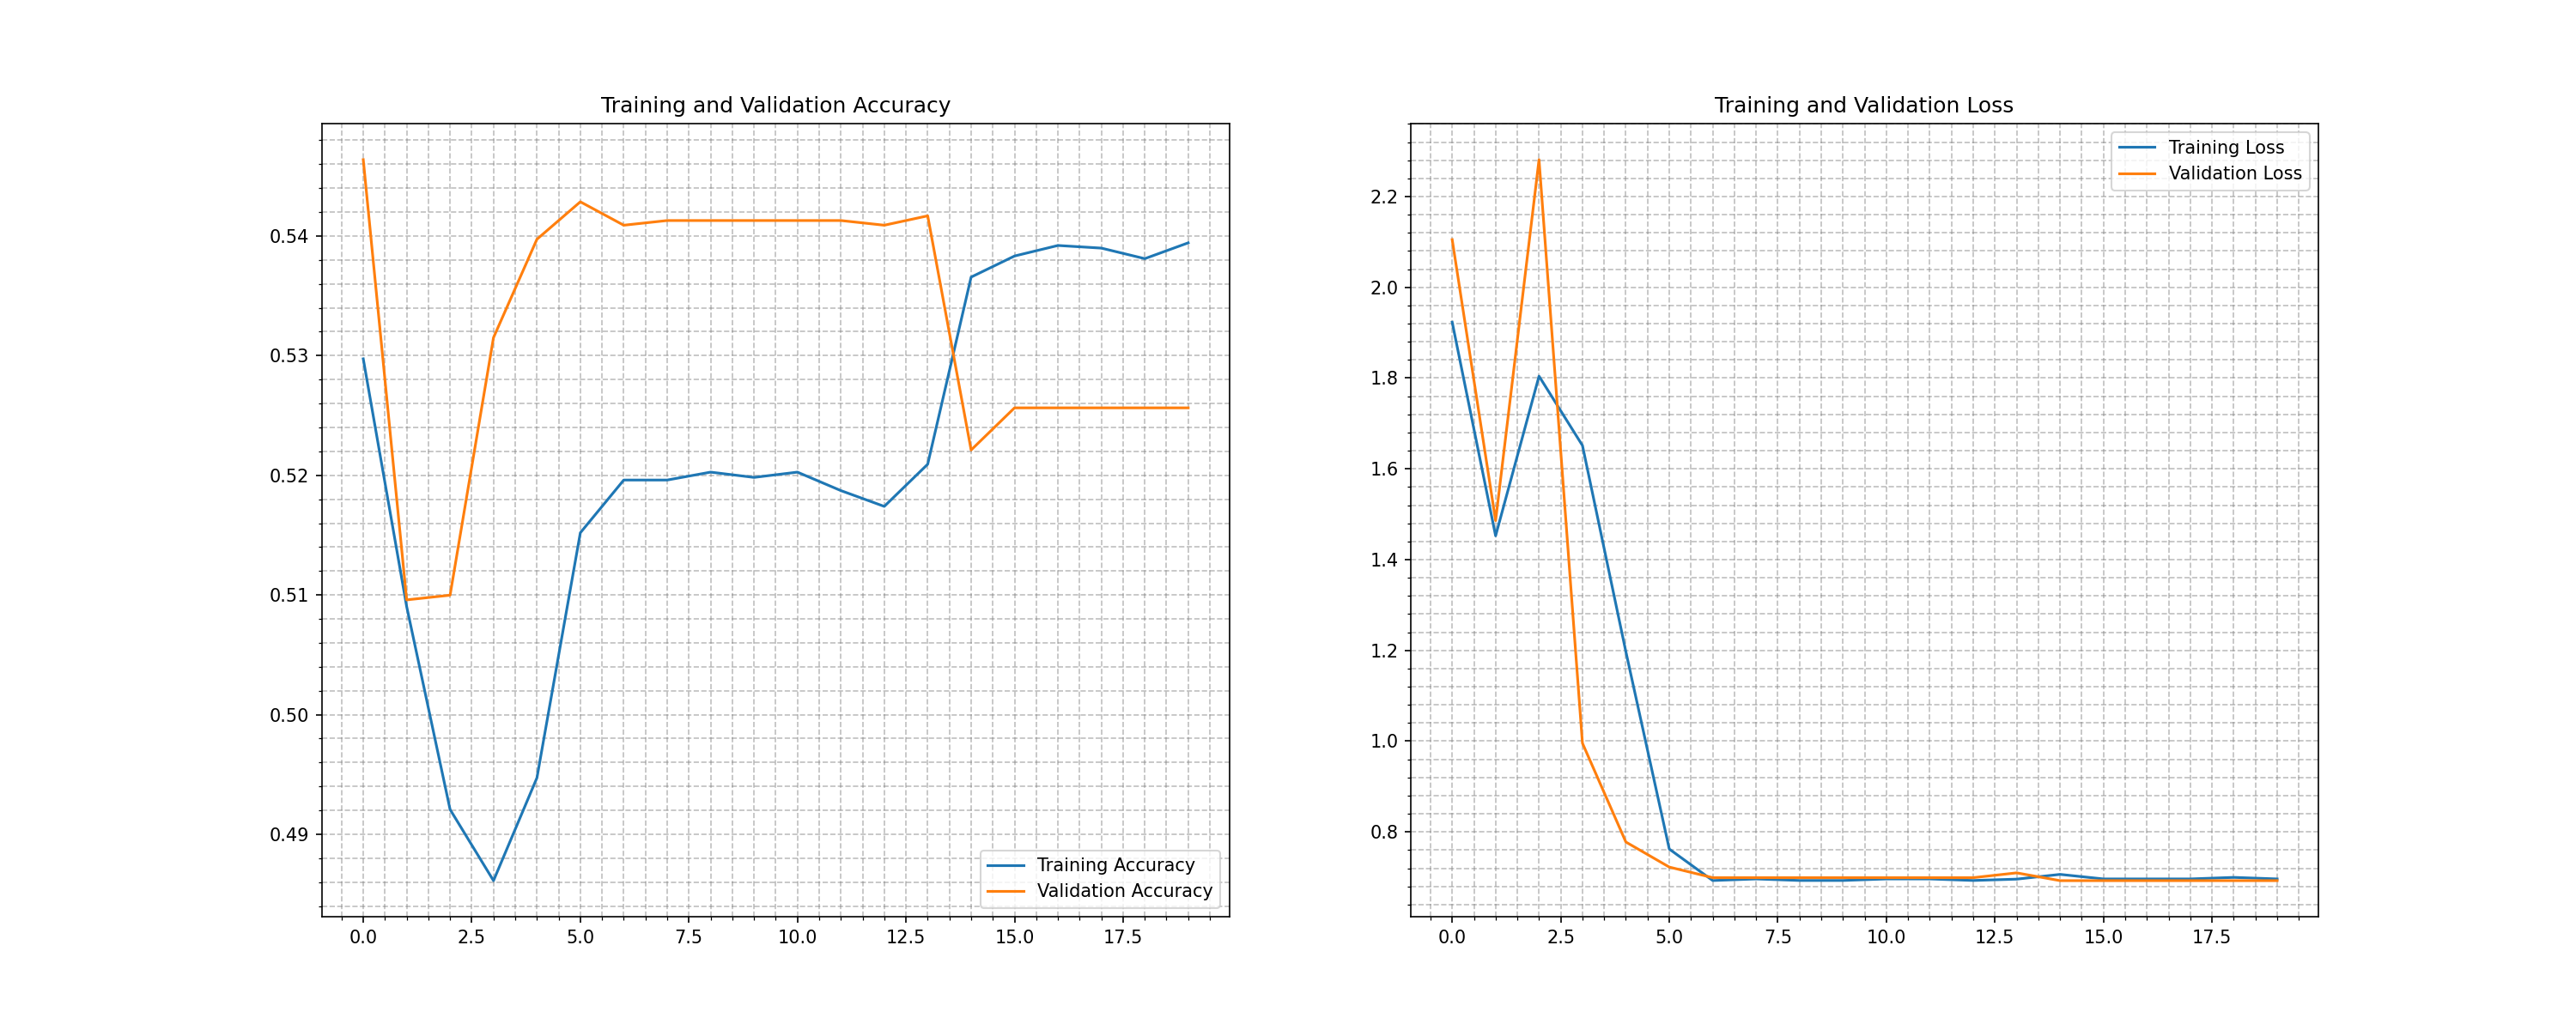 Training and Validation Accuracy
0.54
0.53
0.52
0.51
0.50
0.49
Training Accuracy
Validation Accuracy
0.0 2.5 5.0 7.5 10.0 12.5 15.0 17.5
Training and Validation Loss
Training Loss
Validation Loss
2.2
2.0
1.8
1.6
1.4
1.2
1.0
0.8
0.0 2.5 5.0 7.5 10.0 12.5 15.0 17.5